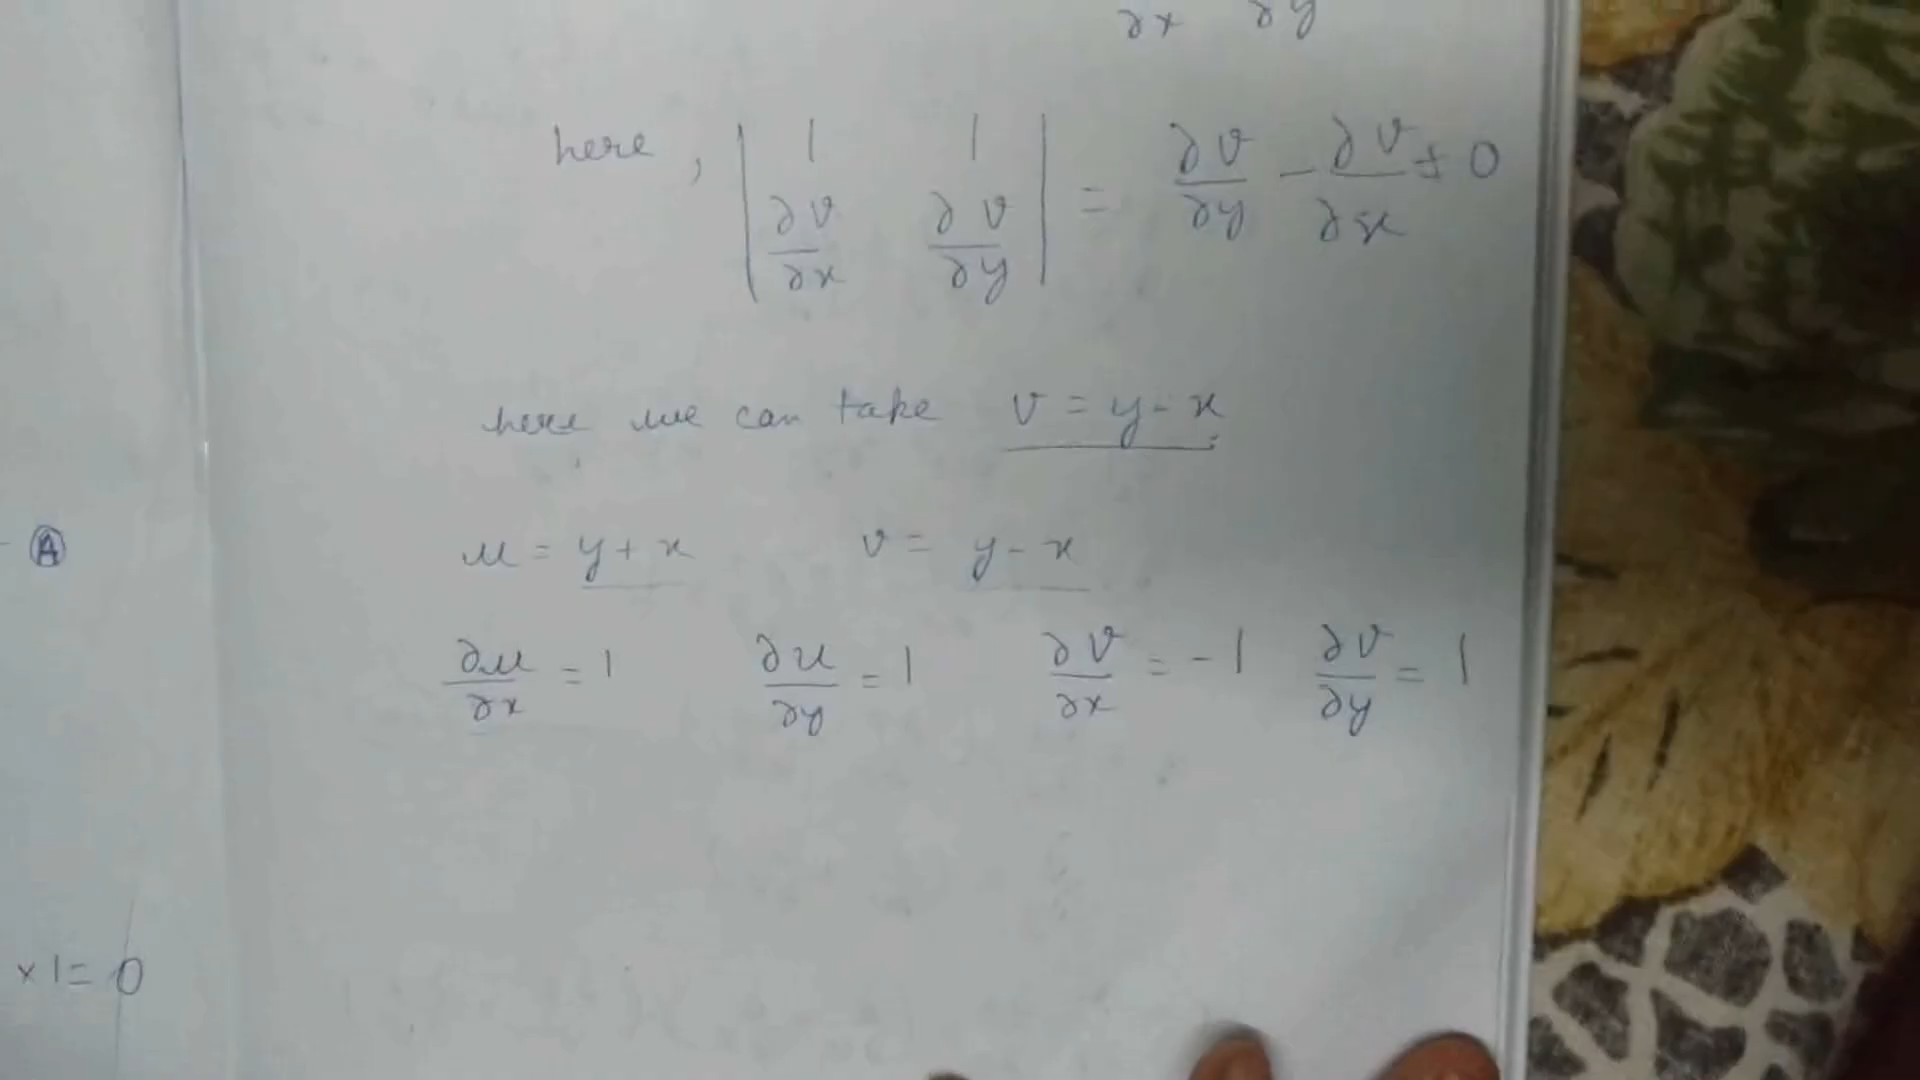 ∂x ∂y
here, | 1 1 ; ∂v/∂x ∂v/∂y | = ∂v/∂y - ∂v/∂x ≠ 0
here we can take v = y - x
A
u = y + x v = y - x
∂u/∂x = 1 ∂u/∂y = 1 ∂v/∂x = -1 ∂v/∂y = 1
x 1 = 0